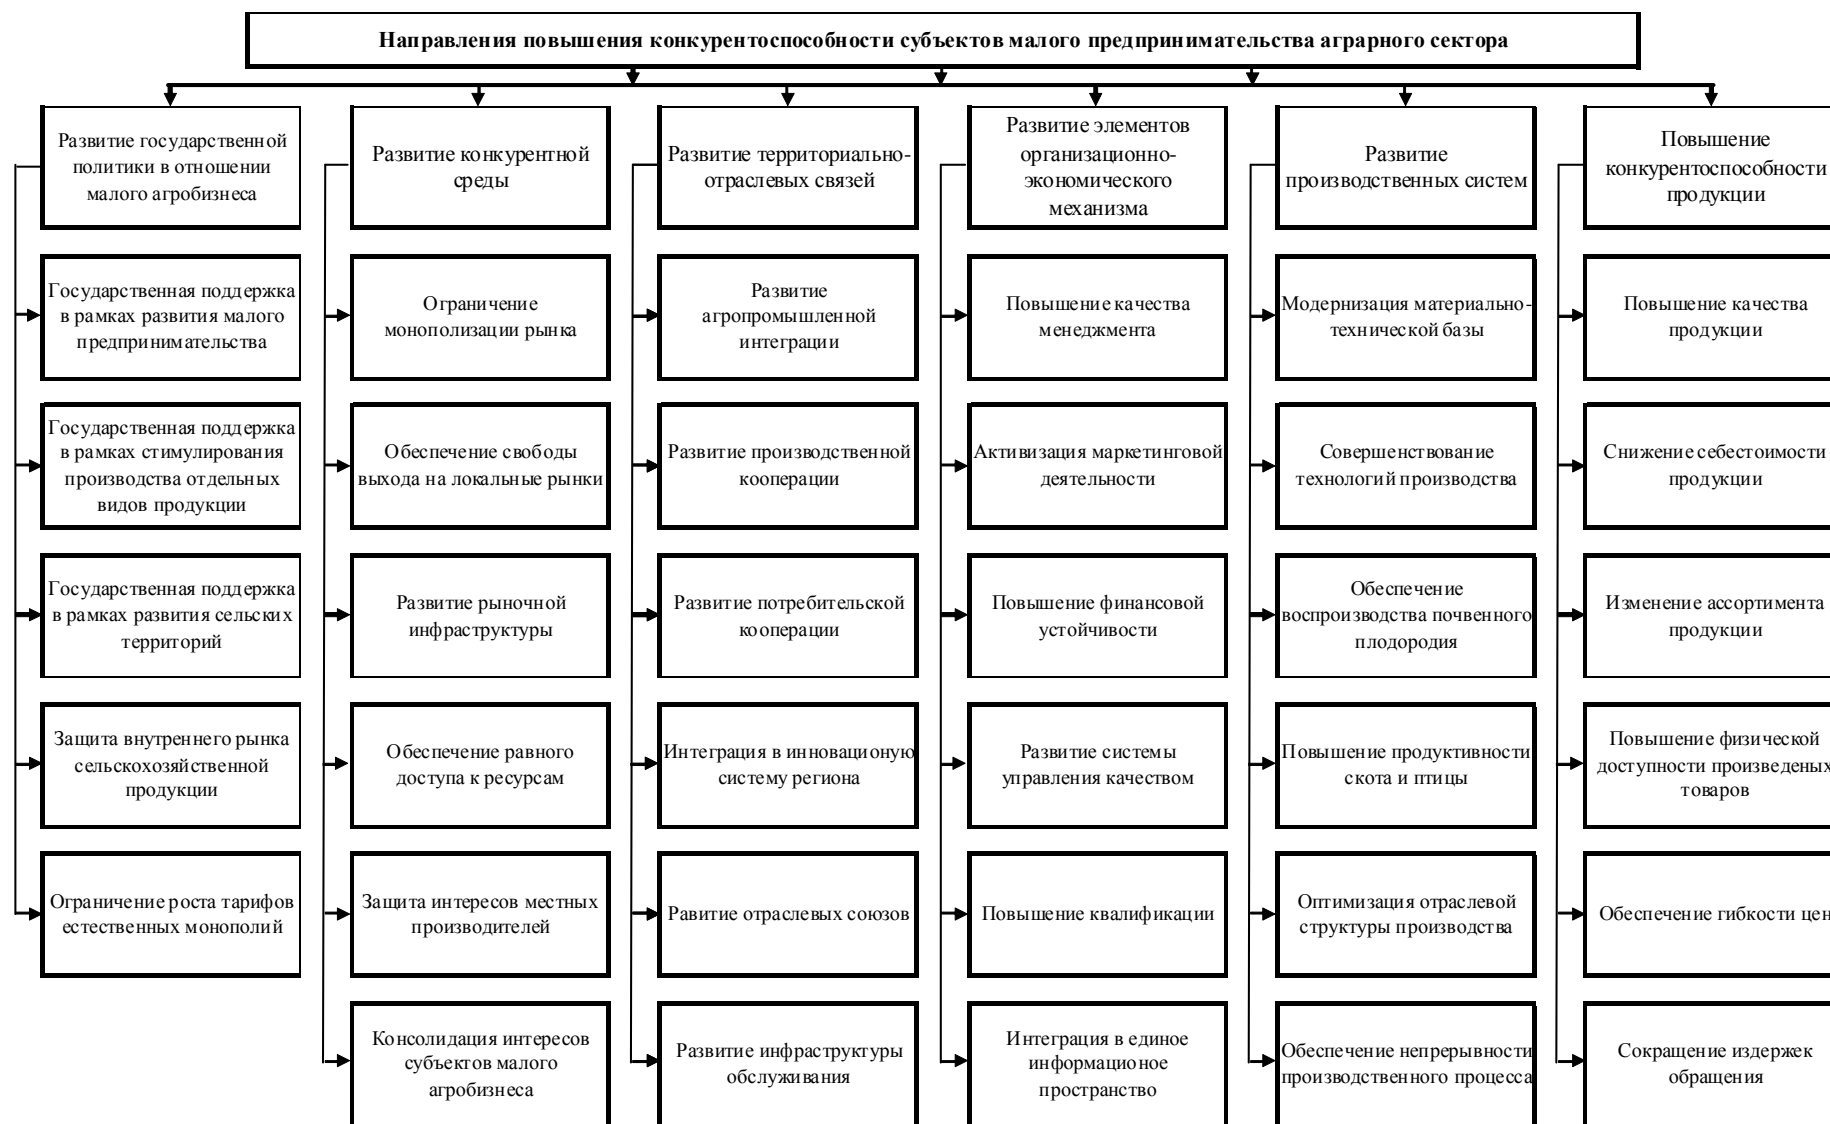 Направления повышения конкурентоспособности субъектов малого предпринимательства аграрного сектора
Развитие государственной
политики в отношении
малого агробизнеса
Государственная поддержка
в рамках развития малого
предпринимательства
Государственная поддержка
в рамках стимулирования
производства отдельных
видов продукции
Государственная поддержка
в рамках развития сельских
территорий
Защита внутреннего рынка
сельскохозяйственной
продукции
Ограничение роста тарифов
естественных монополий
Развитие конкурентной
среды
Ограничение
монополизации рынка
Обеспечение свободы
выхода на локальные рынки
Развитие рыночной
инфраструктуры
Обеспечение равного
доступа к ресурсам
Защита интересов местных
производителей
Консолидация интересов
субъектов малого
агробизнеса
Развитие территориально-
отраслевых связей
Развитие
агропромышленной
интеграции
Развитие производственной
кооперации
Развитие потребительской
кооперации
Интеграция в инновационую
систему региона
Равитие отраслевых союзов
Развитие инфраструктуры
обслуживания
Развитие элементов
организационно-
экономического
механизма
Повышение качества
менеджмента
Активизация маркетинговой
деятельности
Повышение финансовой
устойчивости
Развитие системы
управления качеством
Повышение квалификации
Интеграция в единое
информационое
пространство
Развитие
производственных систем
Модернизация материально-
технической базы
Совершенствование
технологий производства
Обеспечение
воспроизводства почвенного
плодородия
Повышение продуктивности
скота и птицы
Оптимизация отраслевой
структуры производства
Обеспечение непрерывности
производственного процесса
Повышение
конкурентоспособности
продукции
Повышение качества
продукции
Снижение себестоимости
продукции
Изменение ассортимента
продукции
Повышение физической
доступности произведеных
товаров
Обеспечение гибкости цен
Сокращение издержек
обращения